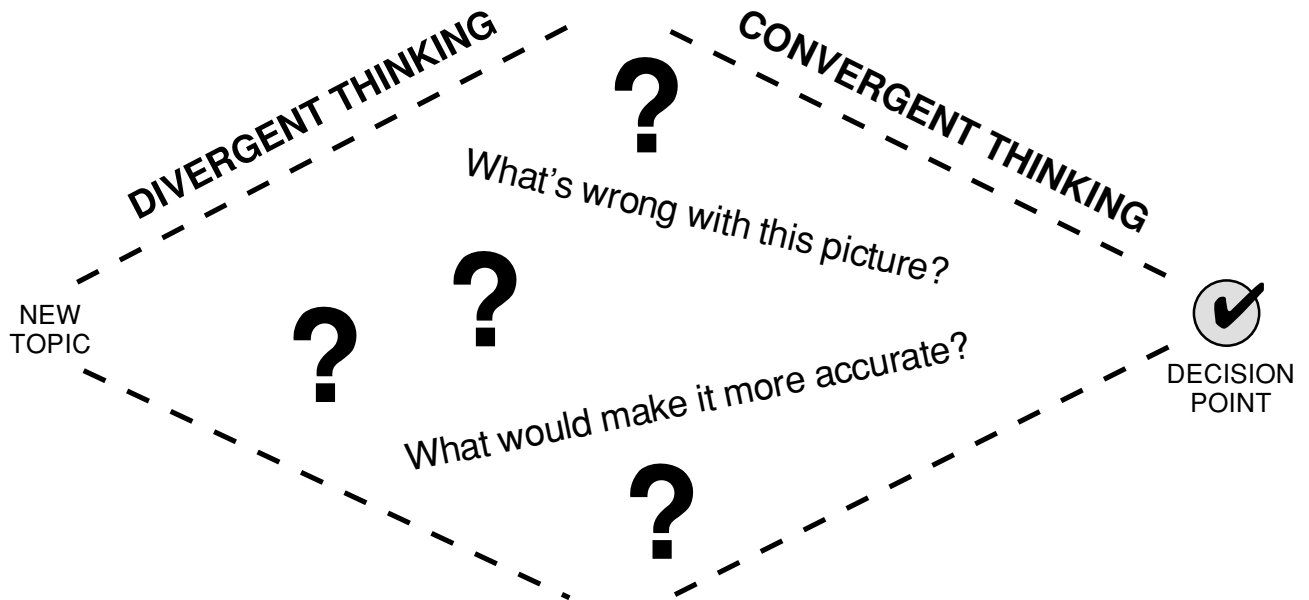 DIVERGENT THINKING
CONVERGENT THINKING
?
What’s wrong with this picture?
?
?
NEW
TOPIC
What would make it more accurate?
DECISION
POINT
?